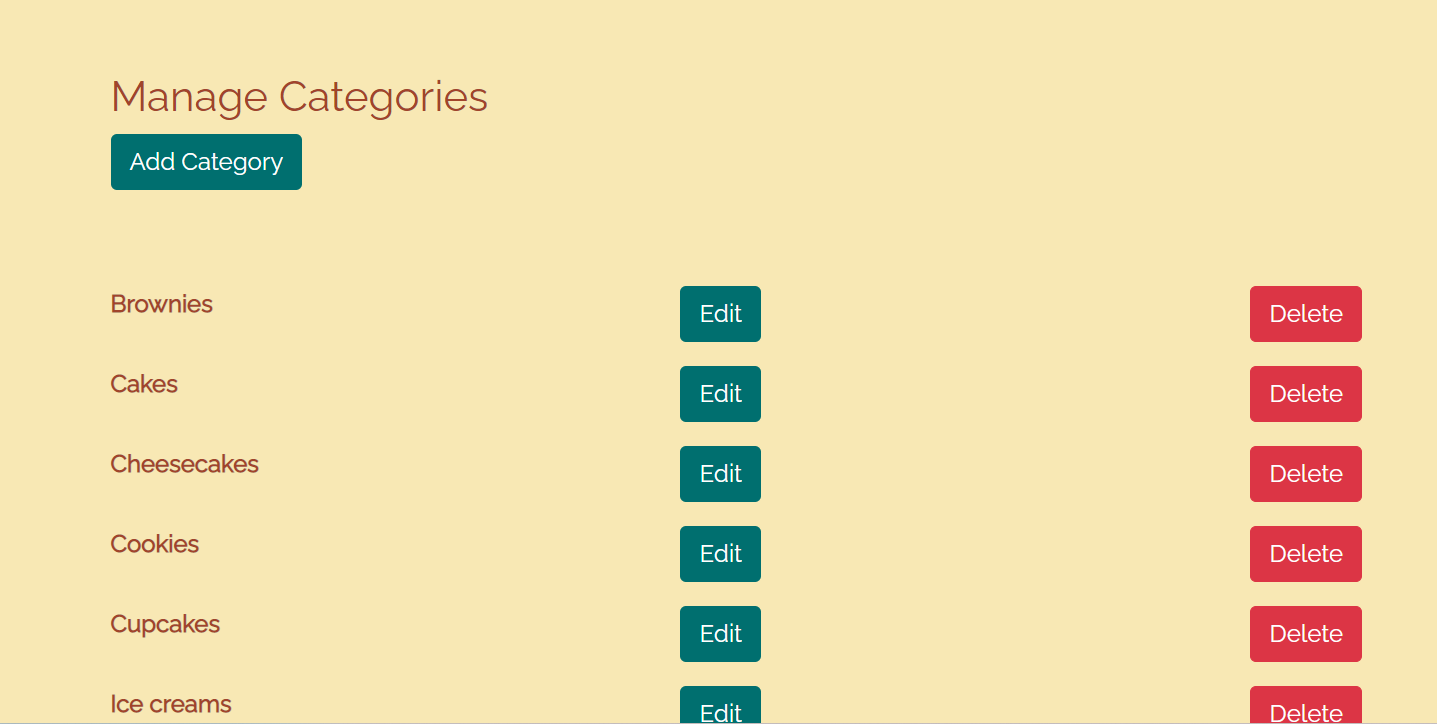 Manage Categories
Add Category
Brownies Edit Delete
Cakes Edit Delete
Cheesecakes Edit Delete
Cookies Edit Delete
Cupcakes Edit Delete
Ice creams Edit Delete